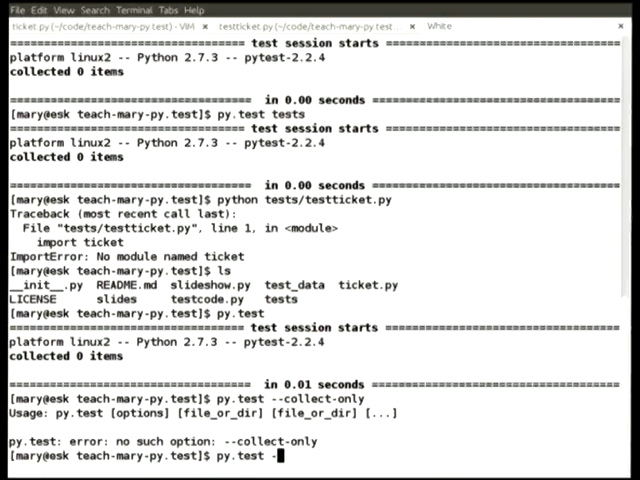 File Edit View Search Terminal Help
ticket.py (~/code/teach-mary-py.test) - VIM × testticket.py (~/code/teach-mary-py.test... × White ×
=========================== test session starts ===========================
platform linux2 -- Python 2.7.3 -- pytest-2.2.4
collected 0 items
============================ in 0.00 seconds =============================
[mary@esk teach-mary-py.test]$ py.test tests
=========================== test session starts ===========================
platform linux2 -- Python 2.7.3 -- pytest-2.2.4
collected 0 items
============================ in 0.00 seconds =============================
[mary@esk teach-mary-py.test]$ python tests/testticket.py
Traceback (most recent call last):
File "tests/testticket.py", line 1, in <module>
import ticket
ImportError: No module named ticket
[mary@esk teach-mary-py.test]$ ls
__init__.py README.md slideshow.py test_data ticket.py
LICENSE slides testcode.py tests
[mary@esk teach-mary-py.test]$ py.test
=========================== test session starts ===========================
platform linux2 -- Python 2.7.3 -- pytest-2.2.4
collected 0 items
============================ in 0.01 seconds =============================
[mary@esk teach-mary-py.test]$ py.test --collect-only
Usage: py.test [options] [file_or_dir] [file_or_dir] [...]
py.test: error: no such option: --collect-only
[mary@esk teach-mary-py.test]$ py.test -